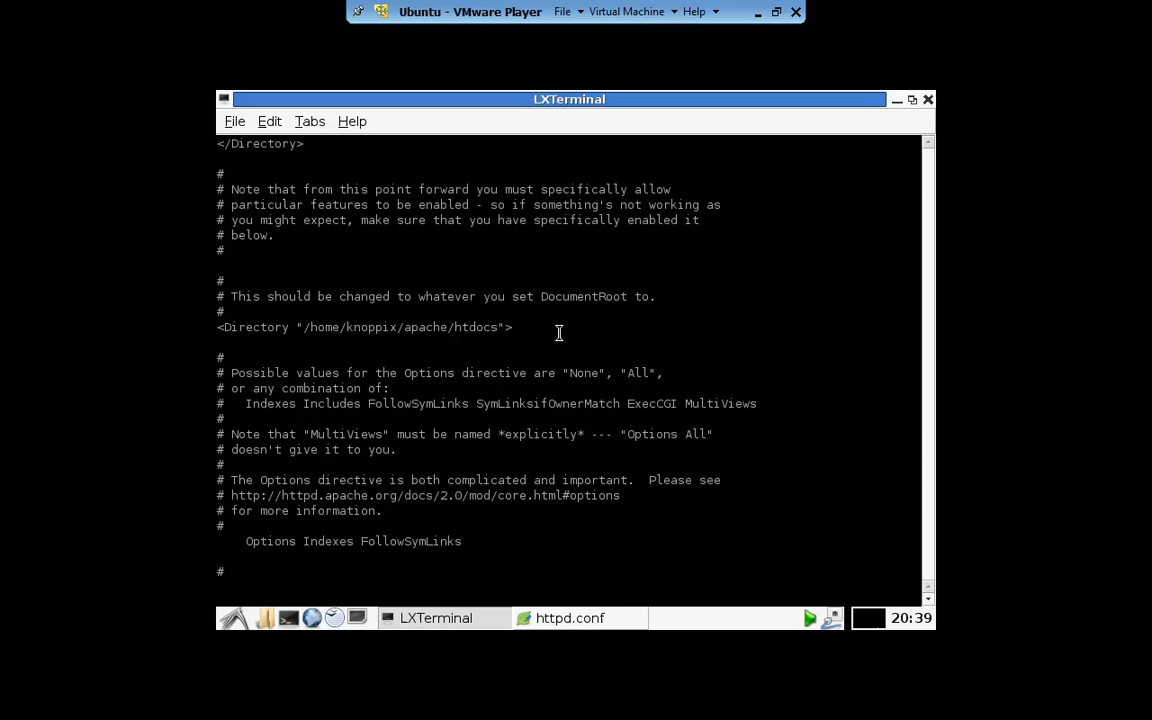 Ubuntu - VMware Player File Virtual Machine Help
LXTerminal
File Edit Tabs Help
</Directory>
#
# Note that from this point forward you must specifically allow
# particular features to be enabled - so if something's not working as
# you might expect, make sure that you have specifically enabled it
# below.
#
#
# This should be changed to whatever you set DocumentRoot to.
#
<Directory "/home/knoppix/apache/htdocs">
#
# Possible values for the Options directive are "None", "All",
# or any combination of:
#   Indexes Includes FollowSymLinks SymLinksifOwnerMatch ExecCGI MultiViews
#
# Note that "MultiViews" must be named *explicitly* --- "Options All"
# doesn't give it to you.
#
# The Options directive is both complicated and important.  Please see
# http://httpd.apache.org/docs/2.0/mod/core.html#options
# for more information.
#
    Options Indexes FollowSymLinks
#
LXTerminal httpd.conf 20:39